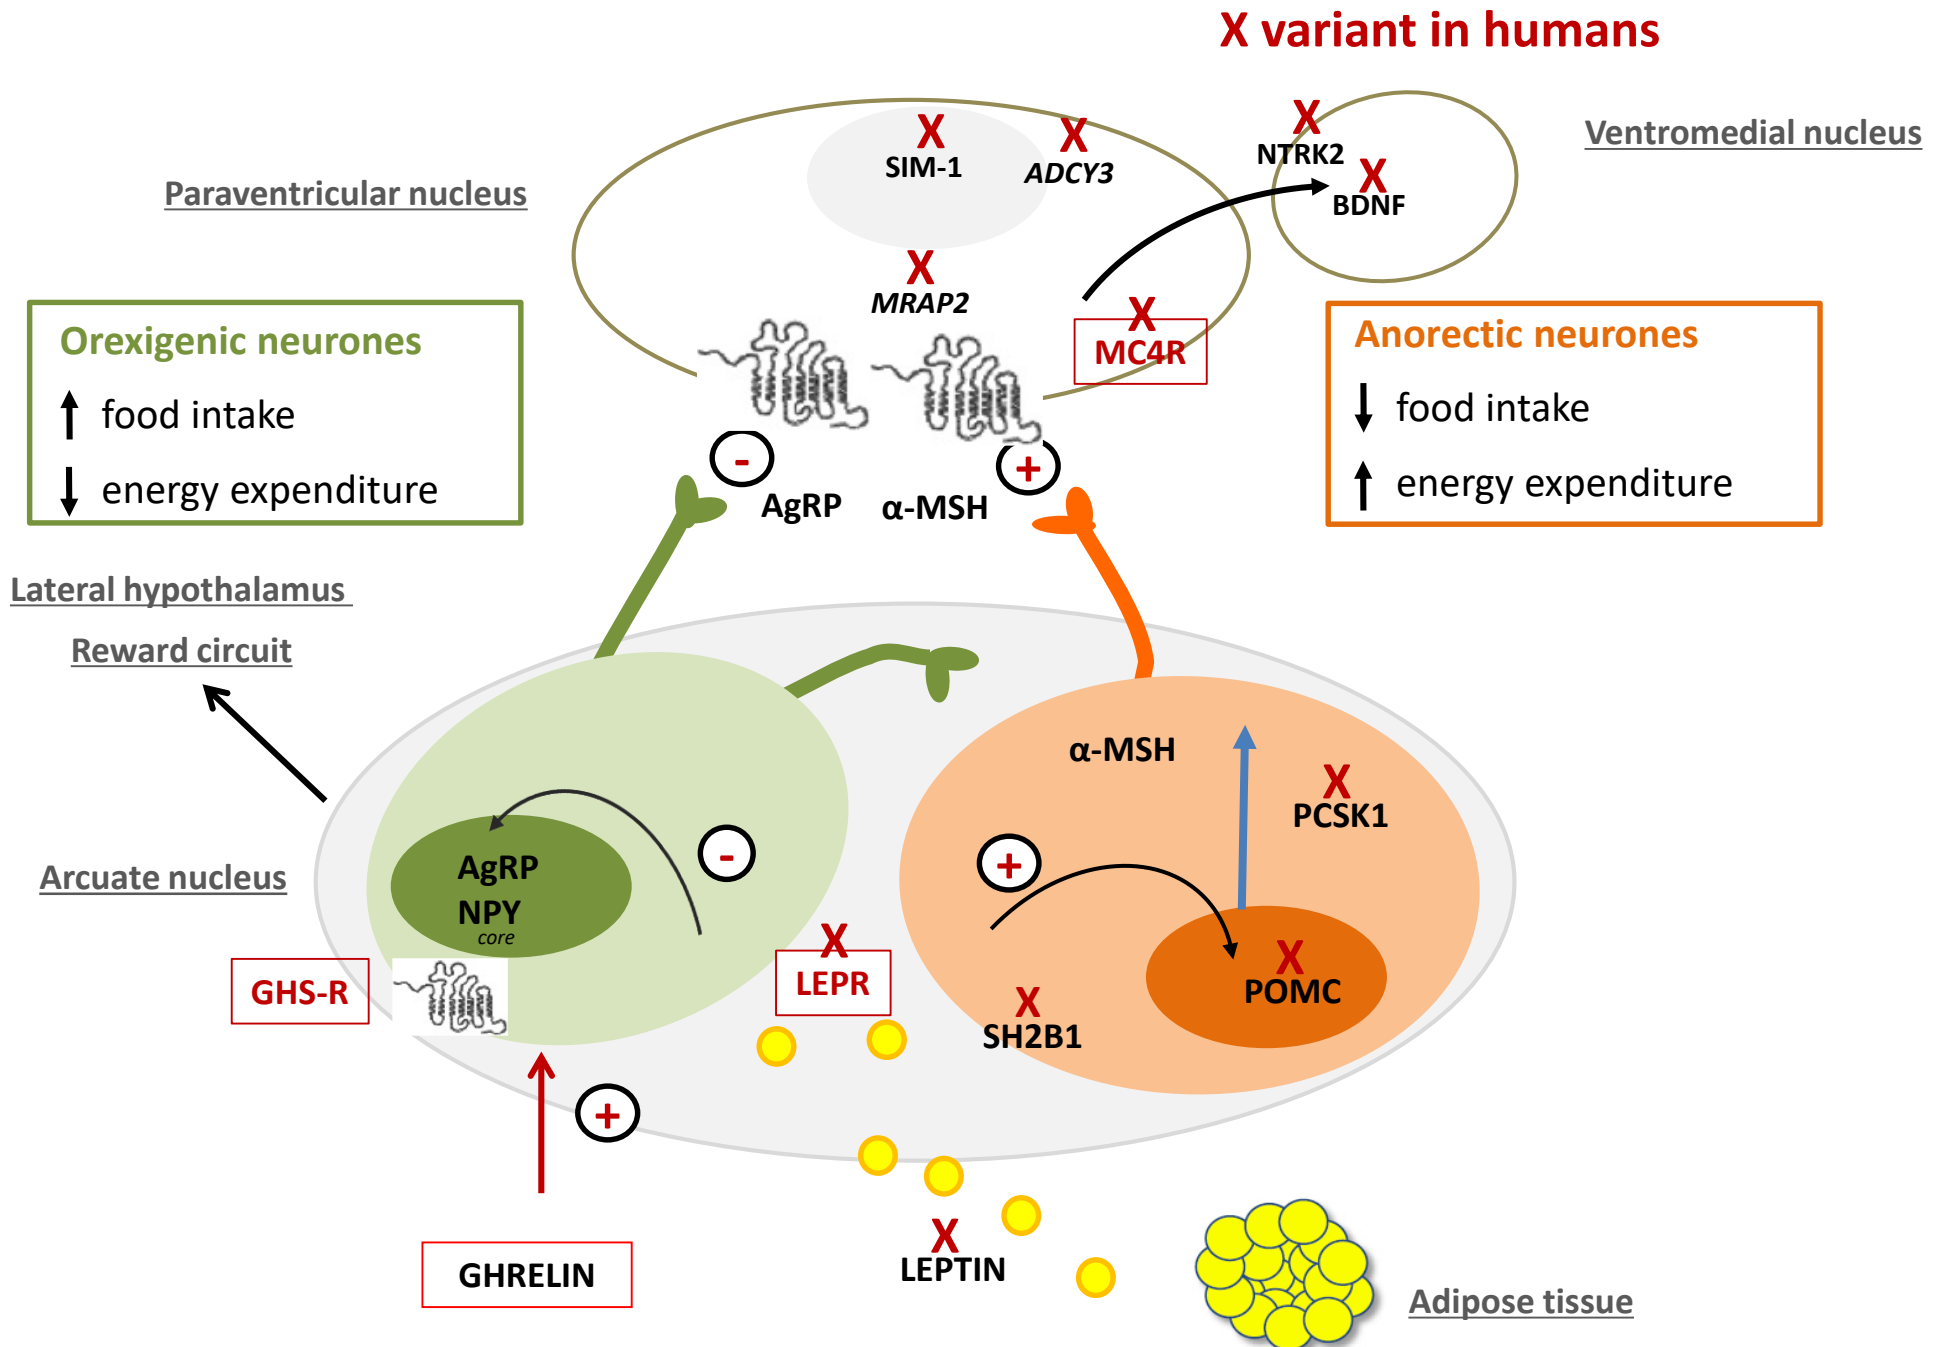 X variant in humans
X
SIM-1
X
ADCY3
X
NTRK2
X
BDNF
Ventromedial nucleus
Paraventricular nucleus
X
MRAP2
X
MC4R
Orexigenic neurones
food intake
energy expenditure
Anorectic neurones
food intake
energy expenditure
-
+
AgRP
α-MSH
Lateral hypothalamus
Reward circuit
α-MSH
X
PCSK1
Arcuate nucleus
AgRP
NPY
core
-
+
X
LEPR
X
POMC
GHS-R
X
SH2B1
+
GHRELIN
X
LEPTIN
Adipose tissue